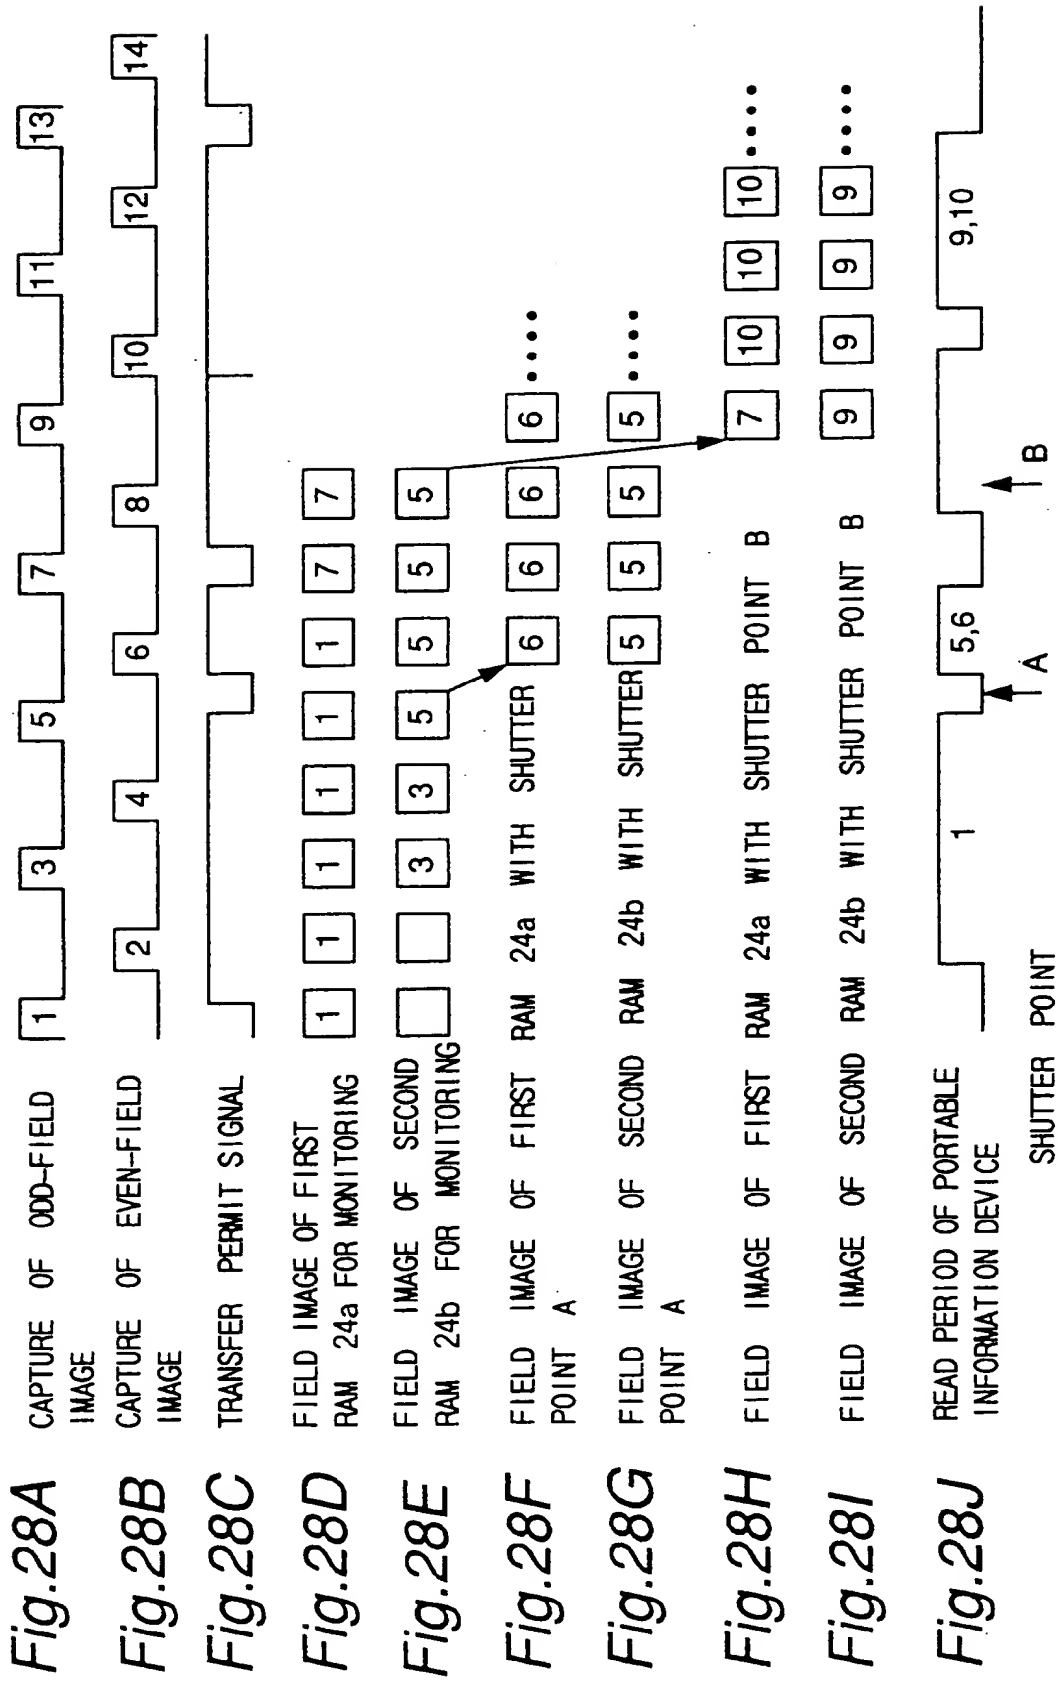 Fig.28A
CAPTURE OF ODD-FIELD
IMAGE
1 3 5 7 9 11 13
Fig.28B
CAPTURE OF EVEN-FIELD
IMAGE
2 4 6 8 10 12 14
Fig.28C
TRANSFER PERMIT SIGNAL
Fig.28D
FIELD IMAGE OF FIRST
RAM 24a FOR MONITORING
1 1 1 1 1 1 7 7
Fig.28E
FIELD IMAGE OF SECOND
RAM 24b FOR MONITORING
3 3 5 5 5 5
Fig.28F
FIELD IMAGE OF FIRST RAM 24a WITH SHUTTER
POINT A
6 6 6 6 ••••
Fig.28G
FIELD IMAGE OF SECOND RAM 24b WITH SHUTTER
POINT A
5 5 5 5 ••••
Fig.28H
FIELD IMAGE OF FIRST RAM 24a WITH SHUTTER POINT B
7 10 10 10 ••••
Fig.28I
FIELD IMAGE OF SECOND RAM 24b WITH SHUTTER POINT B
9 9 9 9 ••••
Fig.28J
READ PERIOD OF PORTABLE
INFORMATION DEVICE
1 5,6 9,10
SHUTTER POINT
A B